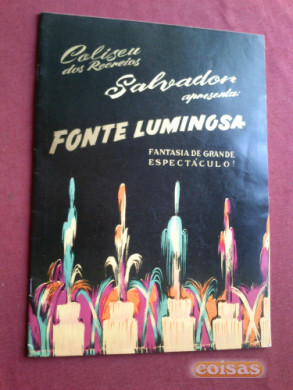 Coliseu
dos Recreios
Salvador
apresenta:
FONTE LUMINOSA
FANTASIA DE GRANDE
ESPECTÁCULO!
coisas